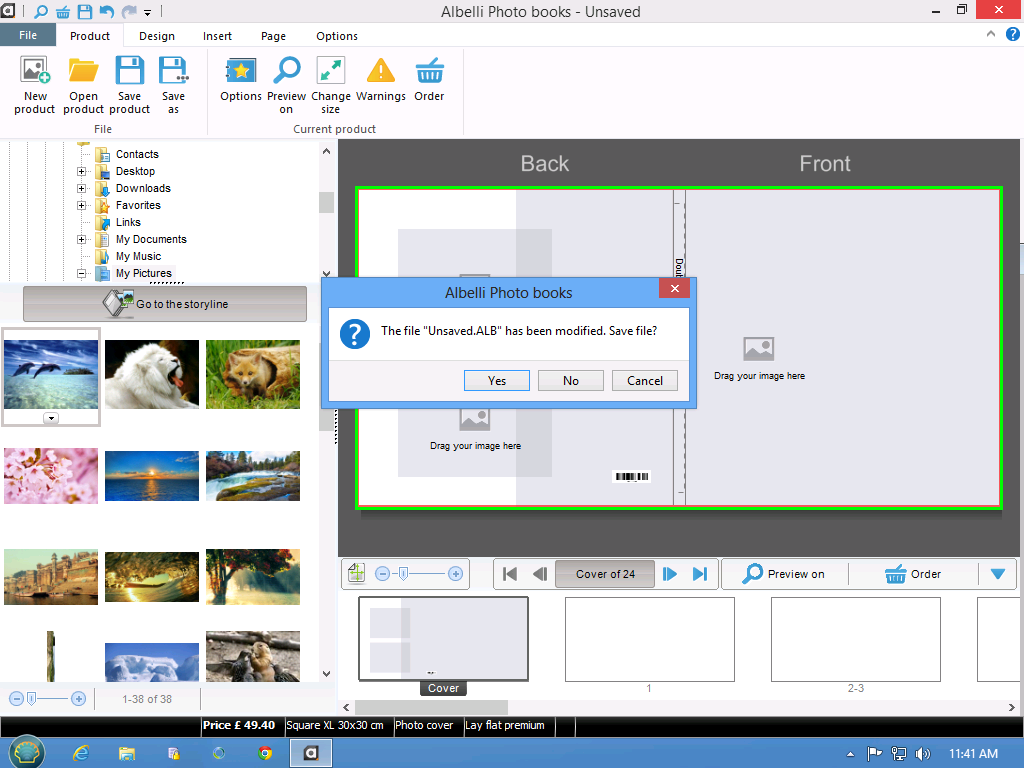 Albelli Photo books - Unsaved
File
Product
Design
Insert
Page
Options
New product
Open product
Save product
Save as
File
Options
Preview on
Change size
Warnings
Order
Current product
Contacts
Desktop
Downloads
Favorites
Links
My Documents
My Music
My Pictures
Go to the storyline
1-38 of 38
Back
Front
Drag your image here
Drag your image here
Albelli Photo books
The file "Unsaved.ALB" has been modified. Save file?
Yes
No
Cancel
Cover of 24
Preview on
Order
Cover
1
2-3
Price £ 49.40
Square XL 30x30 cm
Photo cover
Lay flat premium
11:41 AM